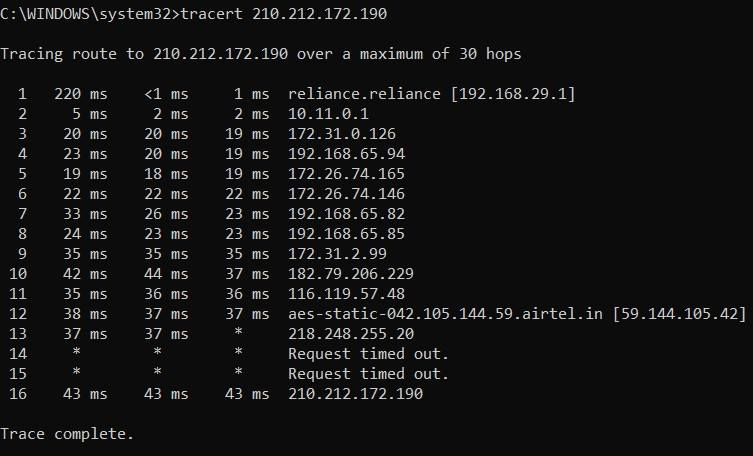 C:\WINDOWS\system32>tracert 210.212.172.190
Tracing route to 210.212.172.190 over a maximum of 30 hops
1 220 ms <1 ms 1 ms reliance.reliance [192.168.29.1]
2 5 ms 2 ms 2 ms 10.11.0.1
3 20 ms 20 ms 19 ms 172.31.0.126
4 23 ms 20 ms 19 ms 192.168.65.94
5 19 ms 18 ms 19 ms 172.26.74.165
6 22 ms 22 ms 22 ms 172.26.74.146
7 33 ms 26 ms 23 ms 192.168.65.82
8 24 ms 23 ms 23 ms 192.168.65.85
9 35 ms 35 ms 35 ms 172.31.2.99
10 42 ms 44 ms 37 ms 182.79.206.229
11 35 ms 36 ms 36 ms 116.119.57.48
12 38 ms 37 ms 37 ms aes-static-042.105.144.59.airtel.in [59.144.105.42]
13 37 ms 37 ms * 218.248.255.20
14 * * * Request timed out.
15 * * * Request timed out.
16 43 ms 43 ms 43 ms 210.212.172.190
Trace complete.